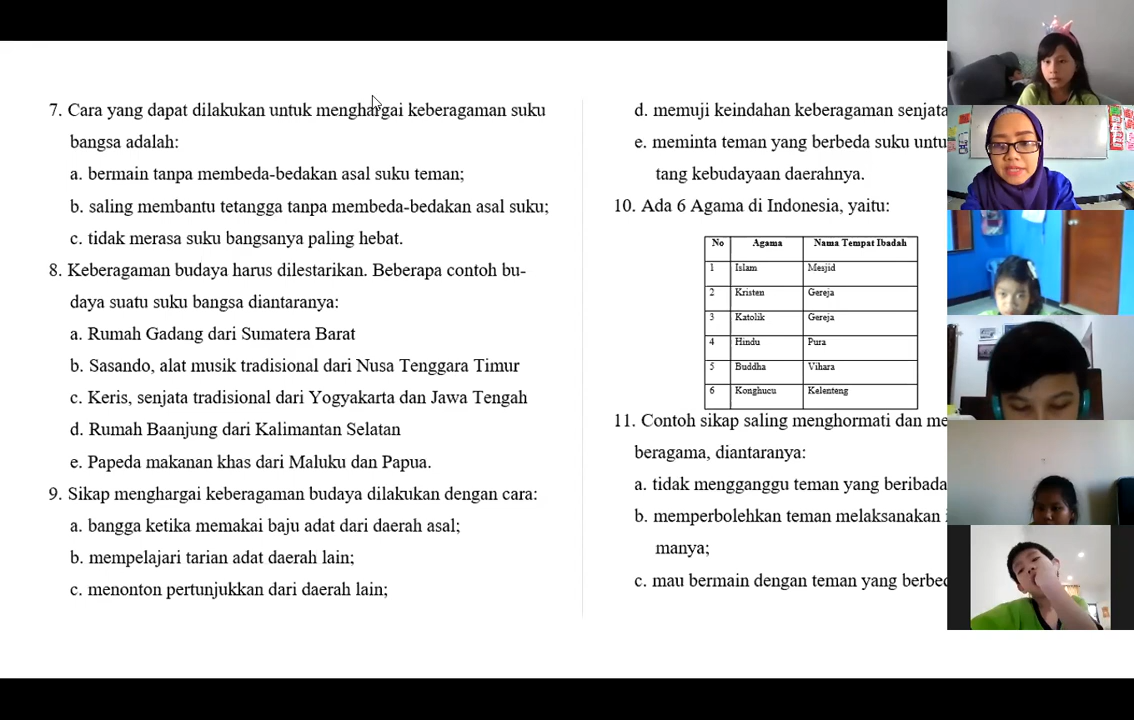 7. Cara yang dapat dilakukan untuk menghargai keberagaman suku
bangsa adalah:
a. bermain tanpa membeda-bedakan asal suku teman;
b. saling membantu tetangga tanpa membeda-bedakan asal suku;
c. tidak merasa suku bangsanya paling hebat.
8. Keberagaman budaya harus dilestarikan. Beberapa contoh bu-
daya suatu suku bangsa diantaranya:
a. Rumah Gadang dari Sumatera Barat
b. Sasando, alat musik tradisional dari Nusa Tenggara Timur
c. Keris, senjata tradisional dari Yogyakarta dan Jawa Tengah
d. Rumah Baanjung dari Kalimantan Selatan
e. Papeda makanan khas dari Maluku dan Papua.
9. Sikap menghargai keberagaman budaya dilakukan dengan cara:
a. bangga ketika memakai baju adat dari daerah asal;
b. mempelajari tarian adat daerah lain;
c. menonton pertunjukkan dari daerah lain;
d. memuji keindahan keberagaman senjata
e. meminta teman yang berbeda suku untu
tang kebudayaan daerahnya.
10. Ada 6 Agama di Indonesia, yaitu:
No Agama Nama Tempat Ibadah
1 Islam Mesjid
2 Kristen Gereja
3 Katolik Gereja
4 Hindu Pura
5 Buddha Vihara
6 Konghucu Kelenteng
11. Contoh sikap saling menghormati dan me
beragama, diantaranya:
a. tidak mengganggu teman yang beribada
b. memperbolehkan teman melaksanakan
manya;
c. mau bermain dengan teman yang berbed